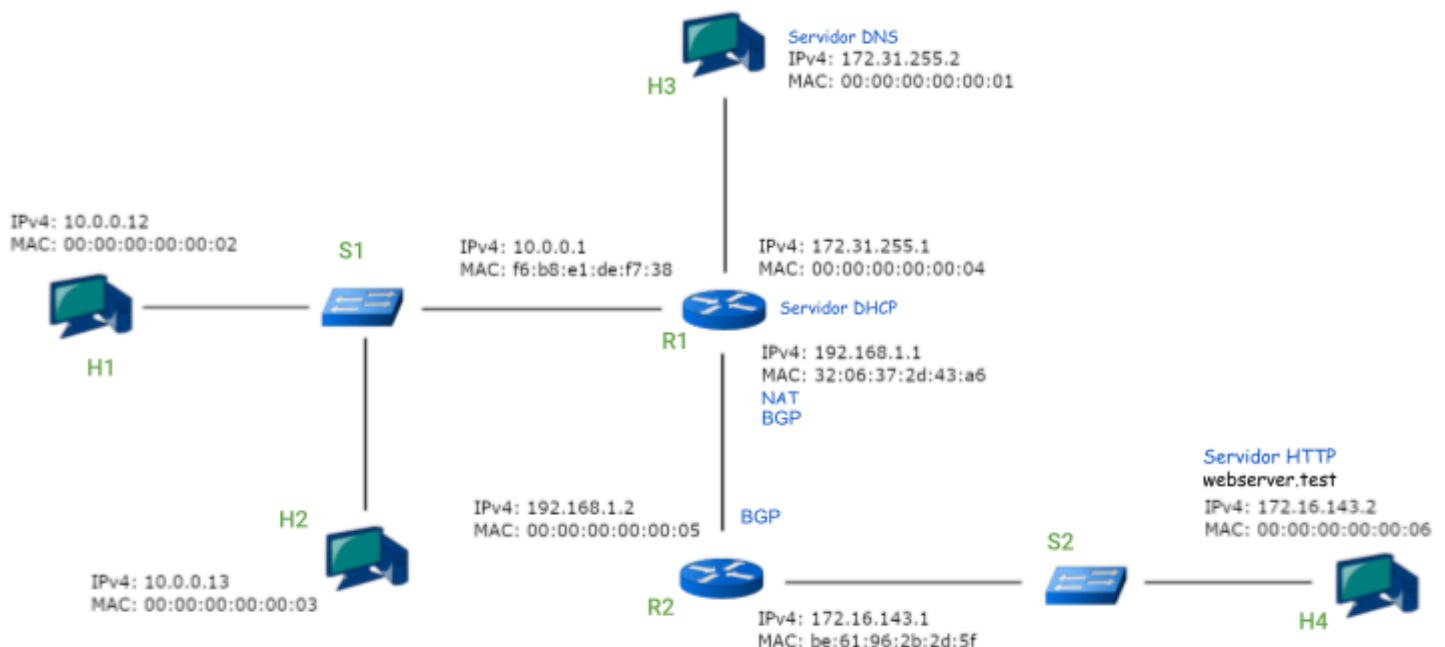 Servidor DNS
IPv4: 172.31.255.2
MAC: 00:00:00:00:00:01
H3
IPv4: 10.0.0.12
MAC: 00:00:00:00:00:02
S1
IPv4: 10.0.0.1
MAC: f6:b8:e1:de:f7:38
IPv4: 172.31.255.1
MAC: 00:00:00:00:00:04
Servidor DHCP
R1
H1
IPv4: 192.168.1.1
MAC: 32:06:37:2d:43:a6
NAT
BGP
Servidor HTTP
webserver.test
IPv4: 172.16.143.2
MAC: 00:00:00:00:00:06
IPv4: 192.168.1.2
MAC: 00:00:00:00:00:05
BGP
H2
S2
IPv4: 10.0.0.13
MAC: 00:00:00:00:00:03
R2
IPv4: 172.16.143.1
MAC: be:61:96:2b:2d:5f
H4